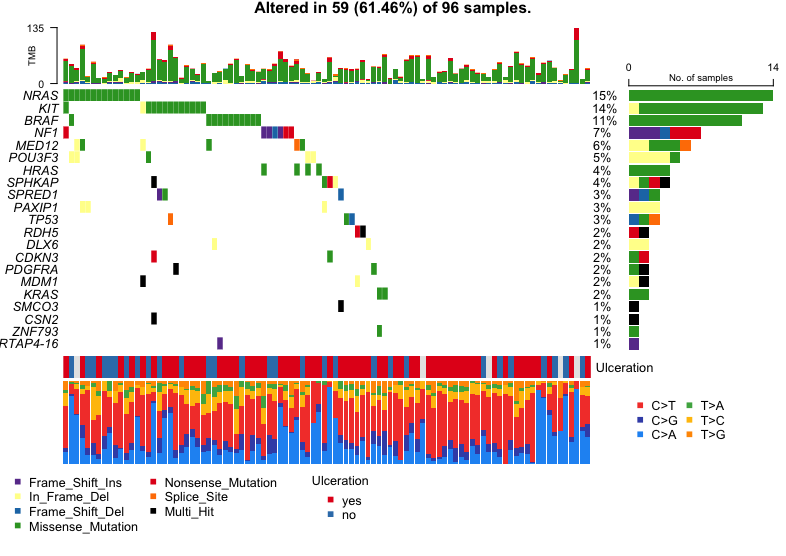 Altered in 59 (61.46%) of 96 samples.
135
TMB
0
0 14
No. of samples
NRAS 15%
KIT 14%
BRAF 11%
NF1 7%
MED12 6%
POU3F3 5%
HRAS 4%
SPHKAP 4%
SPRED1 3%
PAXIP1 3%
TP53 3%
RDH5 2%
DLX6 2%
CDKN3 2%
PDGFRA 2%
MDM1 2%
KRAS 2%
SMCO3 1%
CSN2 1%
ZNF793 1%
RTAP4-16 1%
Ulceration
C>T T>A
C>G T>C
C>A T>G
Frame_Shift_Ins Nonsense_Mutation
In_Frame_Del Splice_Site
Frame_Shift_Del Multi_Hit
Missense_Mutation
Ulceration
yes
no